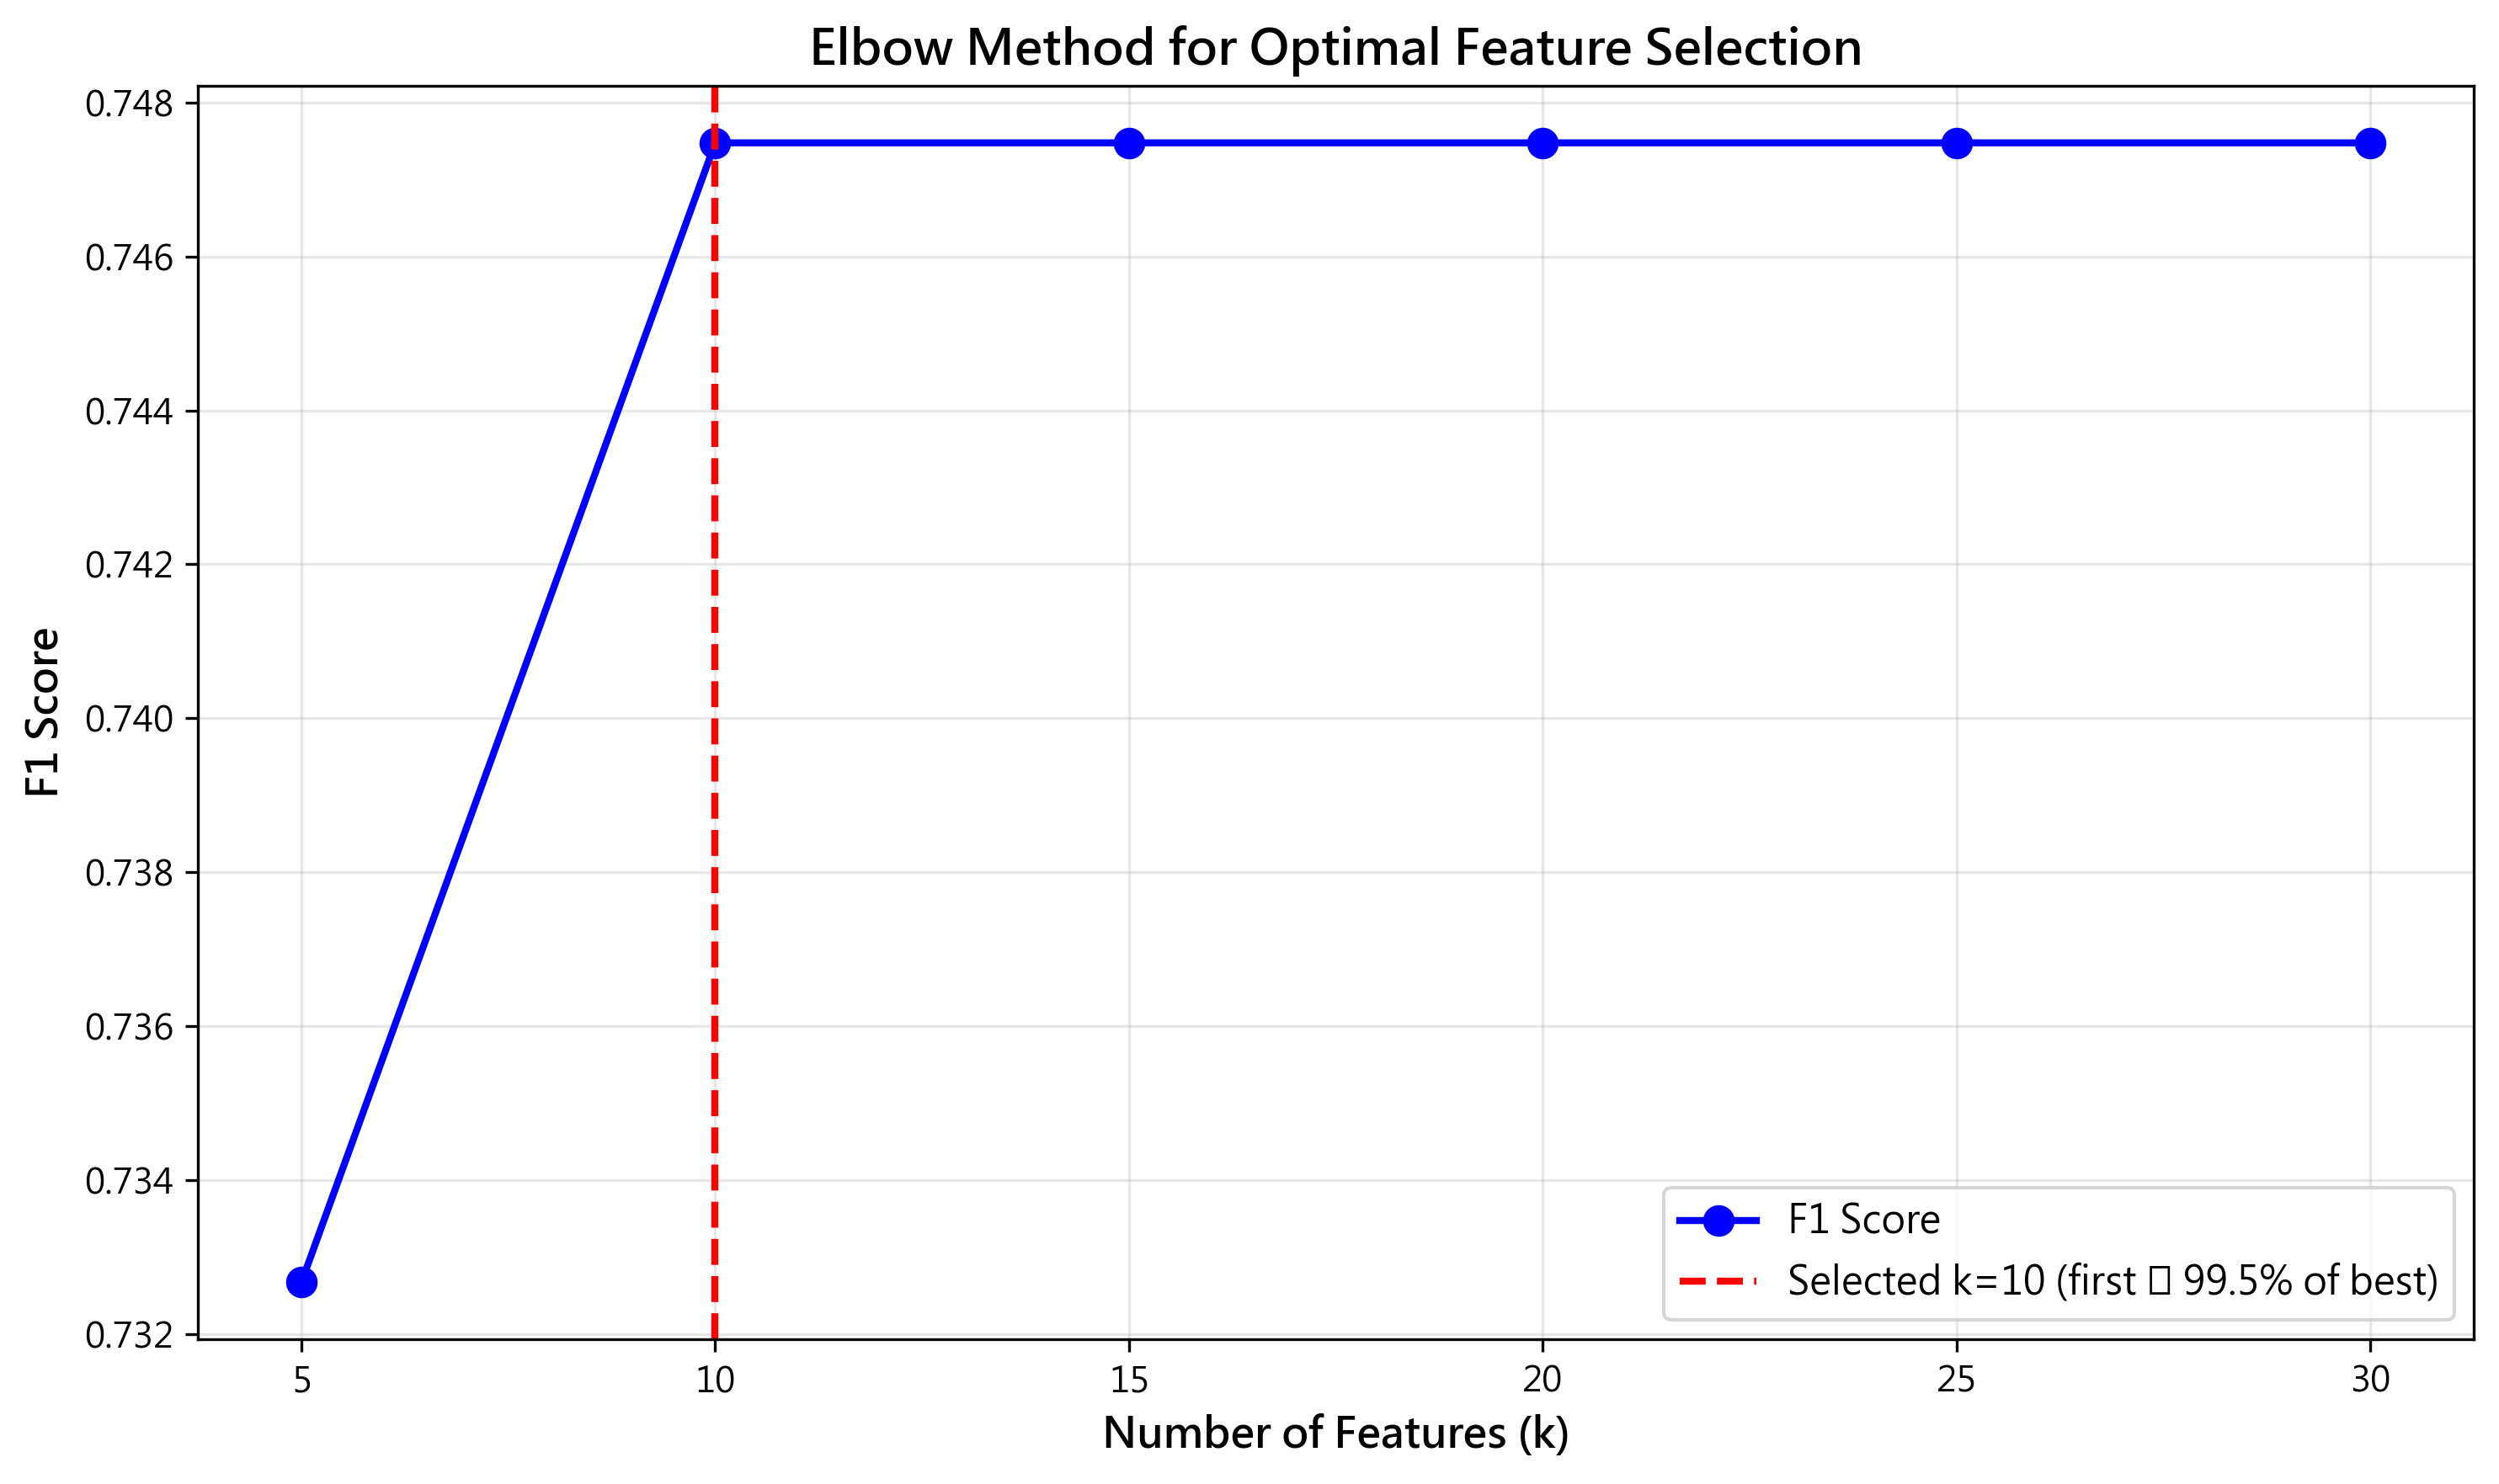 Elbow Method for Optimal Feature Selection
0.748
0.746
0.744
0.742
0.740
0.738
0.736
0.734
0.732
F1 Score
F1 Score
Selected k=10 (first □ 99.5% of best)
5 10 15 20 25 30
Number of Features (k)